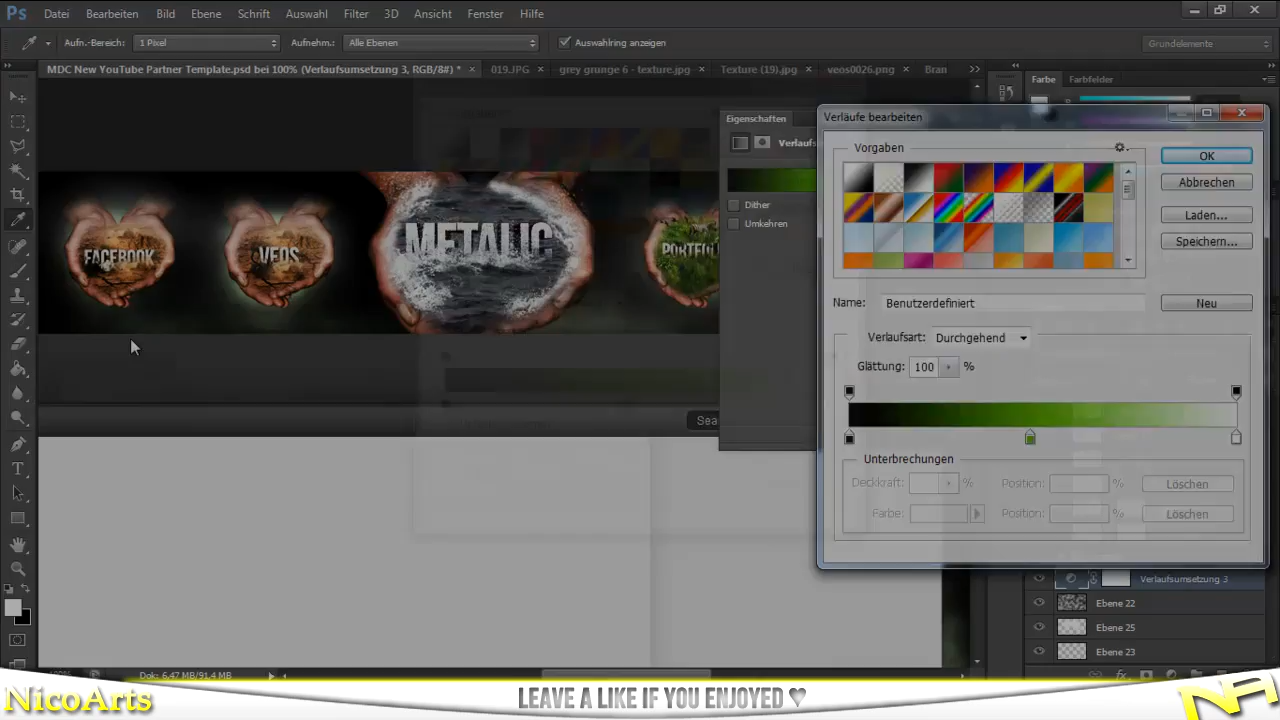 Ps Datei Bearbeiten Bild Ebene Schrift Auswahl Filter 3D Ansicht Fenster Hilfe
Aufn.-Bereich: 1 Pixel Aufnehm.: Alle Ebenen Auswahlring anzeigen Grundelemente
MDC New YouTube Partner Template.psd bei 100% (Verlaufsumsetzung 3, RGB/8#) * 019.JPG grey grunge 6 - texture.jpg Texture (19).jpg veos0026.png Bran
Farbe Farbfelder
Eigenschaften
Verlaufs
Dither
Umkehren
Verläufe bearbeiten
Vorgaben
OK
Abbrechen
Laden...
Speichern...
Name: Benutzerdefiniert
Neu
Verlaufsart: Durchgehend
Glättung: 100 %
Unterbrechungen
Deckkraft: % Position: % Löschen
Farbe: Position: % Löschen
FACEBOOK
VEOS
METALIC
PORTFOL
Sea
Verlaufsumsetzung 3
Ebene 22
Ebene 25
Ebene 23
100% Dok: 6,47 MB/91,4 MB
NicoArts
LEAVE A LIKE IF YOU ENJOYED ♥
NA